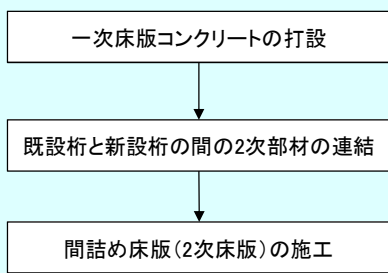 一次床版コンクリートの打設
既設桁と新設桁の間の2次部材の連結
間詰め床版(2次床版)の施工